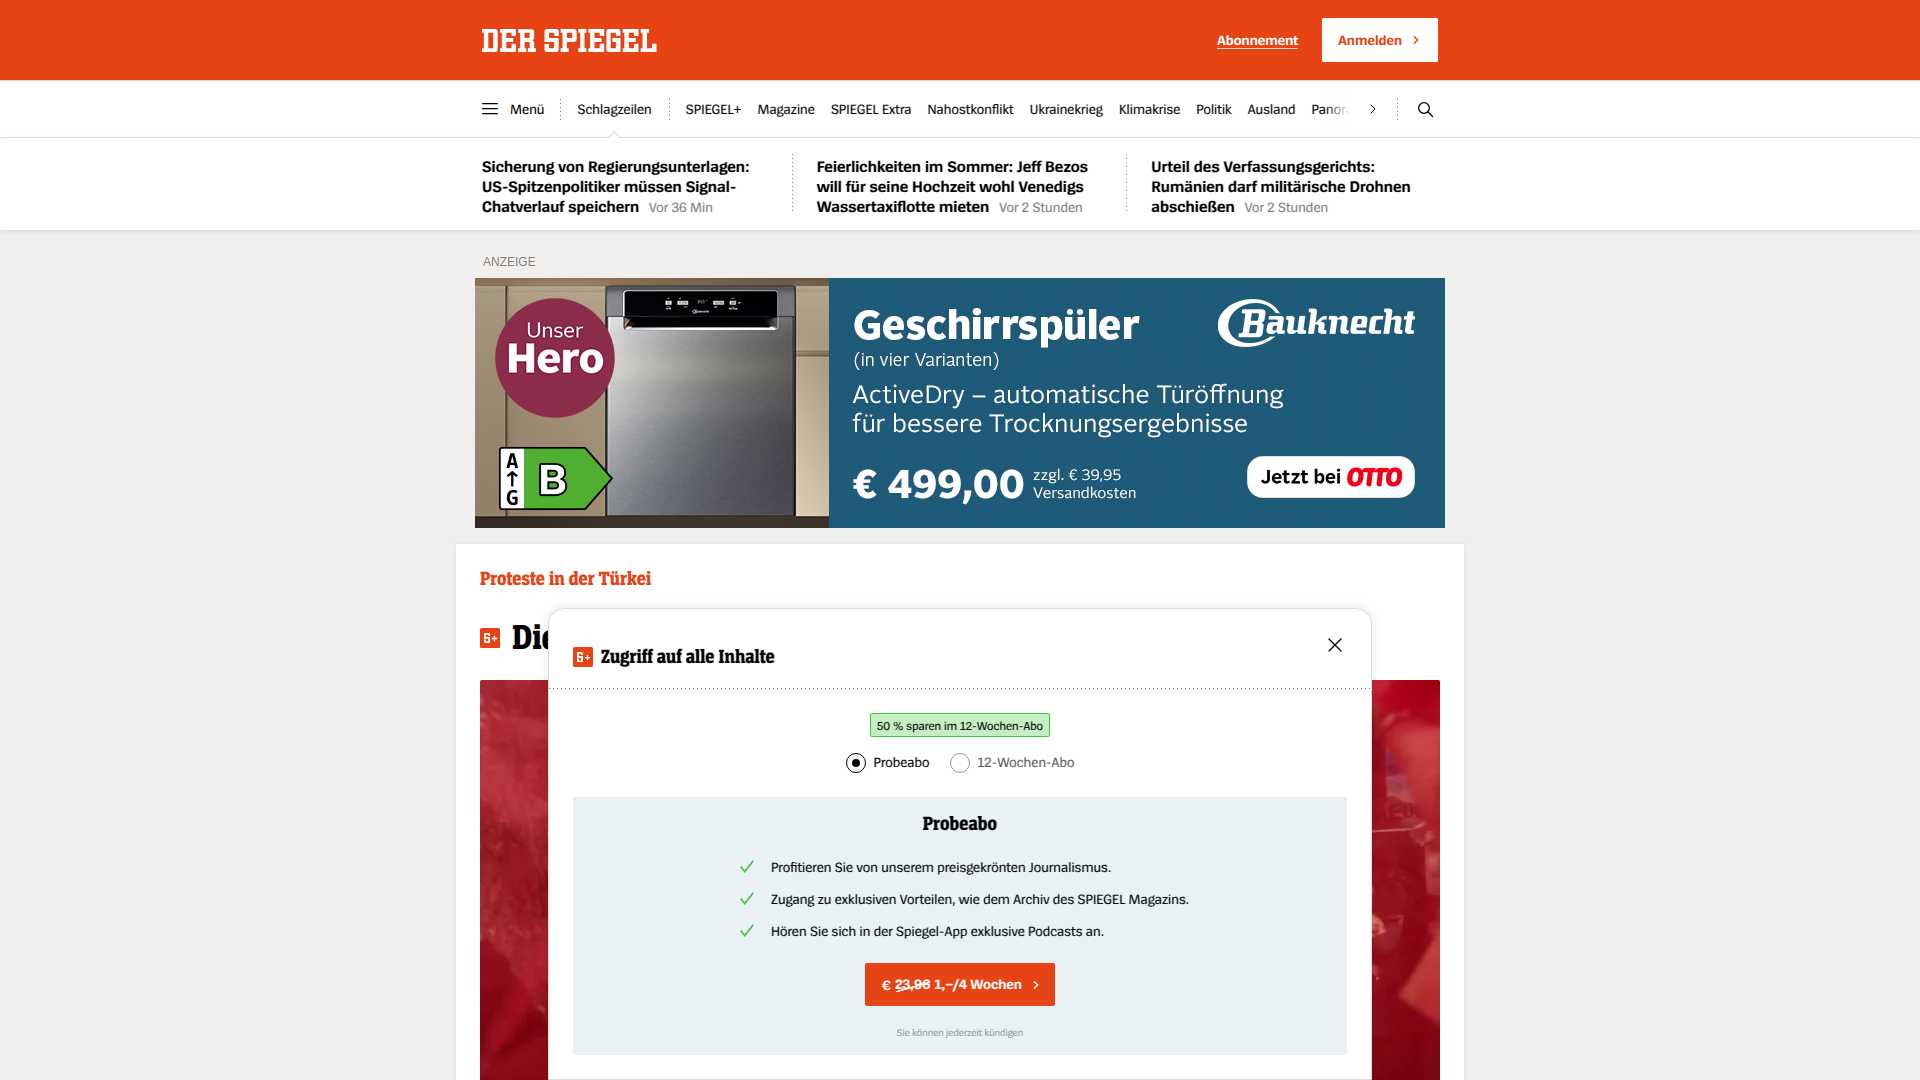 DER SPIEGEL
Abonnement
Anmelden
Menü
Schlagzeilen
SPIEGEL+
Magazine
SPIEGEL Extra
Nahostkonflikt
Ukrainekrieg
Klimakrise
Politik
Ausland
Sicherung von Regierungsunterlagen:
US-Spitzenpolitiker müssen Signal-
Chatverlauf speichern Vor 36 Min
Feierlichkeiten im Sommer: Jeff Bezos
will für seine Hochzeit wohl Venedigs
Wassertaxiflotte mieten Vor 2 Stunden
Urteil des Verfassungsgerichts:
Rumänien darf militärische Drohnen
abschießen Vor 2 Stunden
ANZEIGE
Unser
Hero
A
G
B
Geschirrspüler
(in vier Varianten)
Bauknecht
ActiveDry – automatische Türöffnung
für bessere Trocknungsergebnisse
€ 499,00
zzgl. € 39,95
Versandkosten
Jetzt bei OTTO
Proteste in der Türkei
Die
Zugriff auf alle Inhalte
50 % sparen im 12-Wochen-Abo
Probeabo
12-Wochen-Abo
Probeabo
Profitieren Sie von unserem preisgekrönten Journalismus.
Zugang zu exklusiven Vorteilen, wie dem Archiv des SPIEGEL Magazins.
Hören Sie sich in der Spiegel-App exklusive Podcasts an.
€ 23,96 1,–/4 Wochen
Sie können jederzeit kündigen